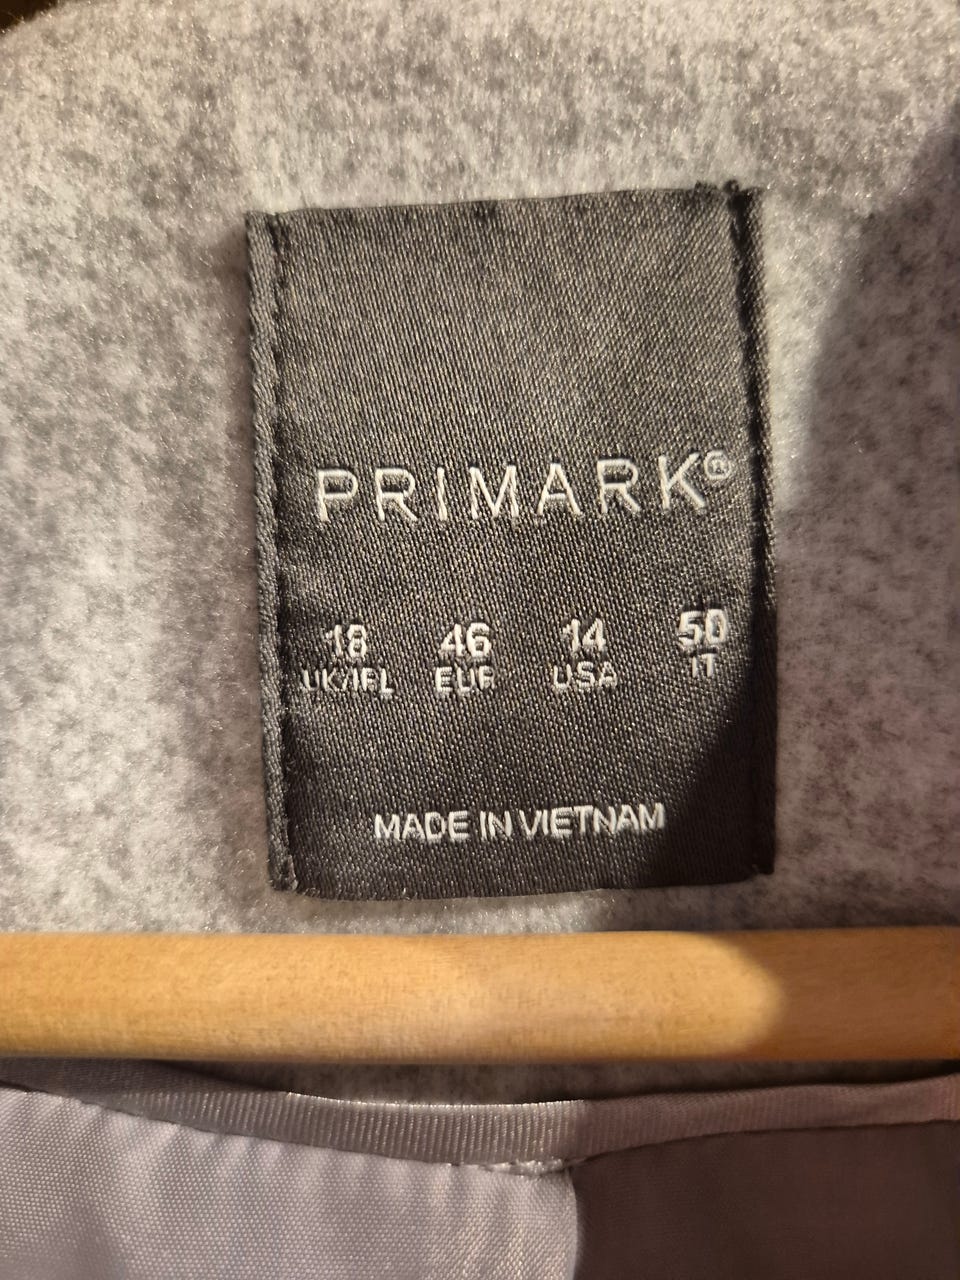 PRIMARK®
18 46 14 50
UK/IRL EUR USA IT
MADE IN VIETNAM